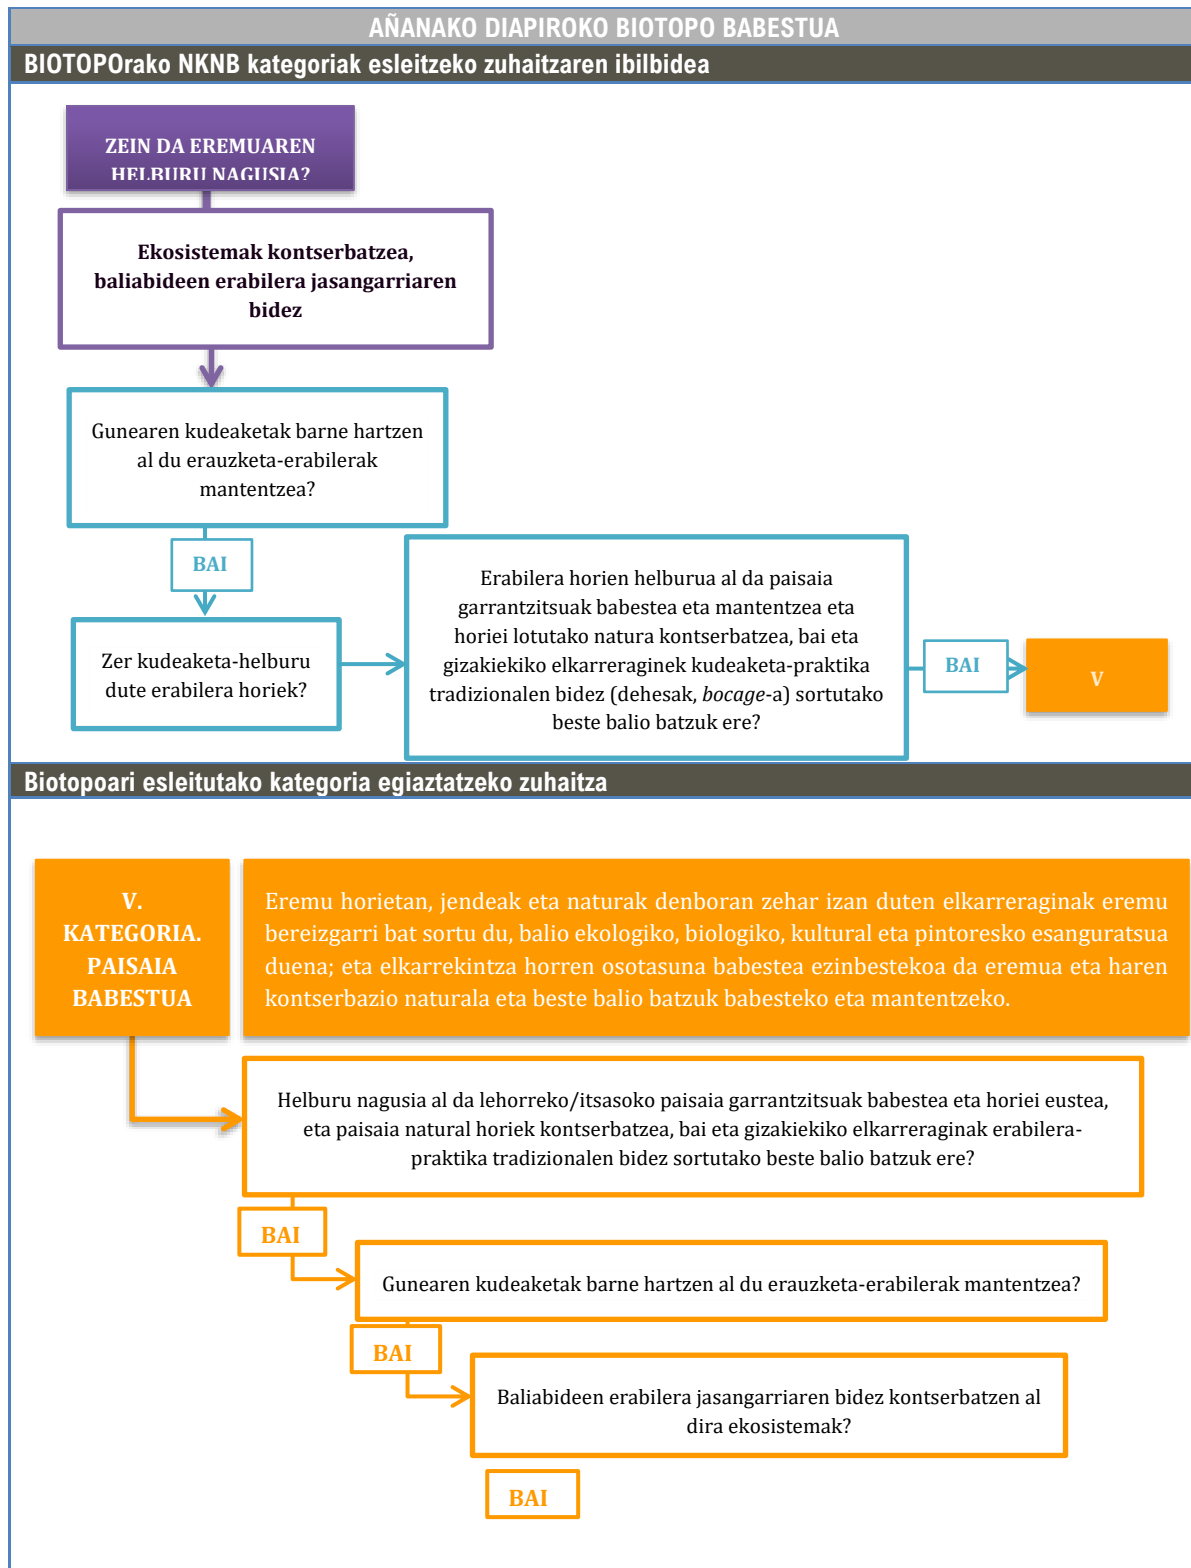 AÑANAKO DIAPIROKO BIOTOPO BABESTUA
BIOTOPOrako NKNB kategoriak esleitzeko zuhaitzaren ibilbidea
ZEIN DA EREMUAREN
HELBURU NAGUSIA?
Ekosistemak kontserbatzea,
baliabideen erabilera jasangarriaren
bidez
Gunearen kudeaketak barne hartzen
al du erauzketa-erabilerak
mantentzea?
BAI
Zer kudeaketa-helburu
dute erabilera horiek?
Erabilera horien helburua al da paisaia
garrantzitsuak babestea eta mantentzea eta
horiei lotutako natura kontserbatzea, bai eta
gizakiekiko elkarreraginek kudeaketa-praktika
tradizionalen bidez (dehesak, bocage-a) sortutako
beste balio batzuk ere?
BAI
V
Biotopoari esleitutako kategoria egiaztatzeko zuhaitza
V.
KATEGORIA.
PAISAIA
BABESTUA
Eremu horietan, jendeak eta naturak denboran zehar izan duten elkarreraginak eremu
bereizgarri bat sortu du, balio ekologiko, biologiko, kultural eta pintoresko esanguratsua
duena; eta elkarrekintza horren osotasuna babestea ezinbestekoa da eremua eta haren
kontserbazio naturala eta beste balio batzuk babesteko eta mantentzeko.
Helburu nagusia al da lehorreko/itsasoko paisaia garrantzitsuak babestea eta horiei eustea,
eta paisaia natural horiek kontserbatzea, bai eta gizakiekiko elkarreraginak erabilera-
praktika tradizionalen bidez sortutako beste balio batzuk ere?
BAI
Gunearen kudeaketak barne hartzen al du erauzketa-erabilerak mantentzea?
BAI
Baliabideen erabilera jasangarriaren bidez kontserbatzen al
dira ekosistemak?
BAI